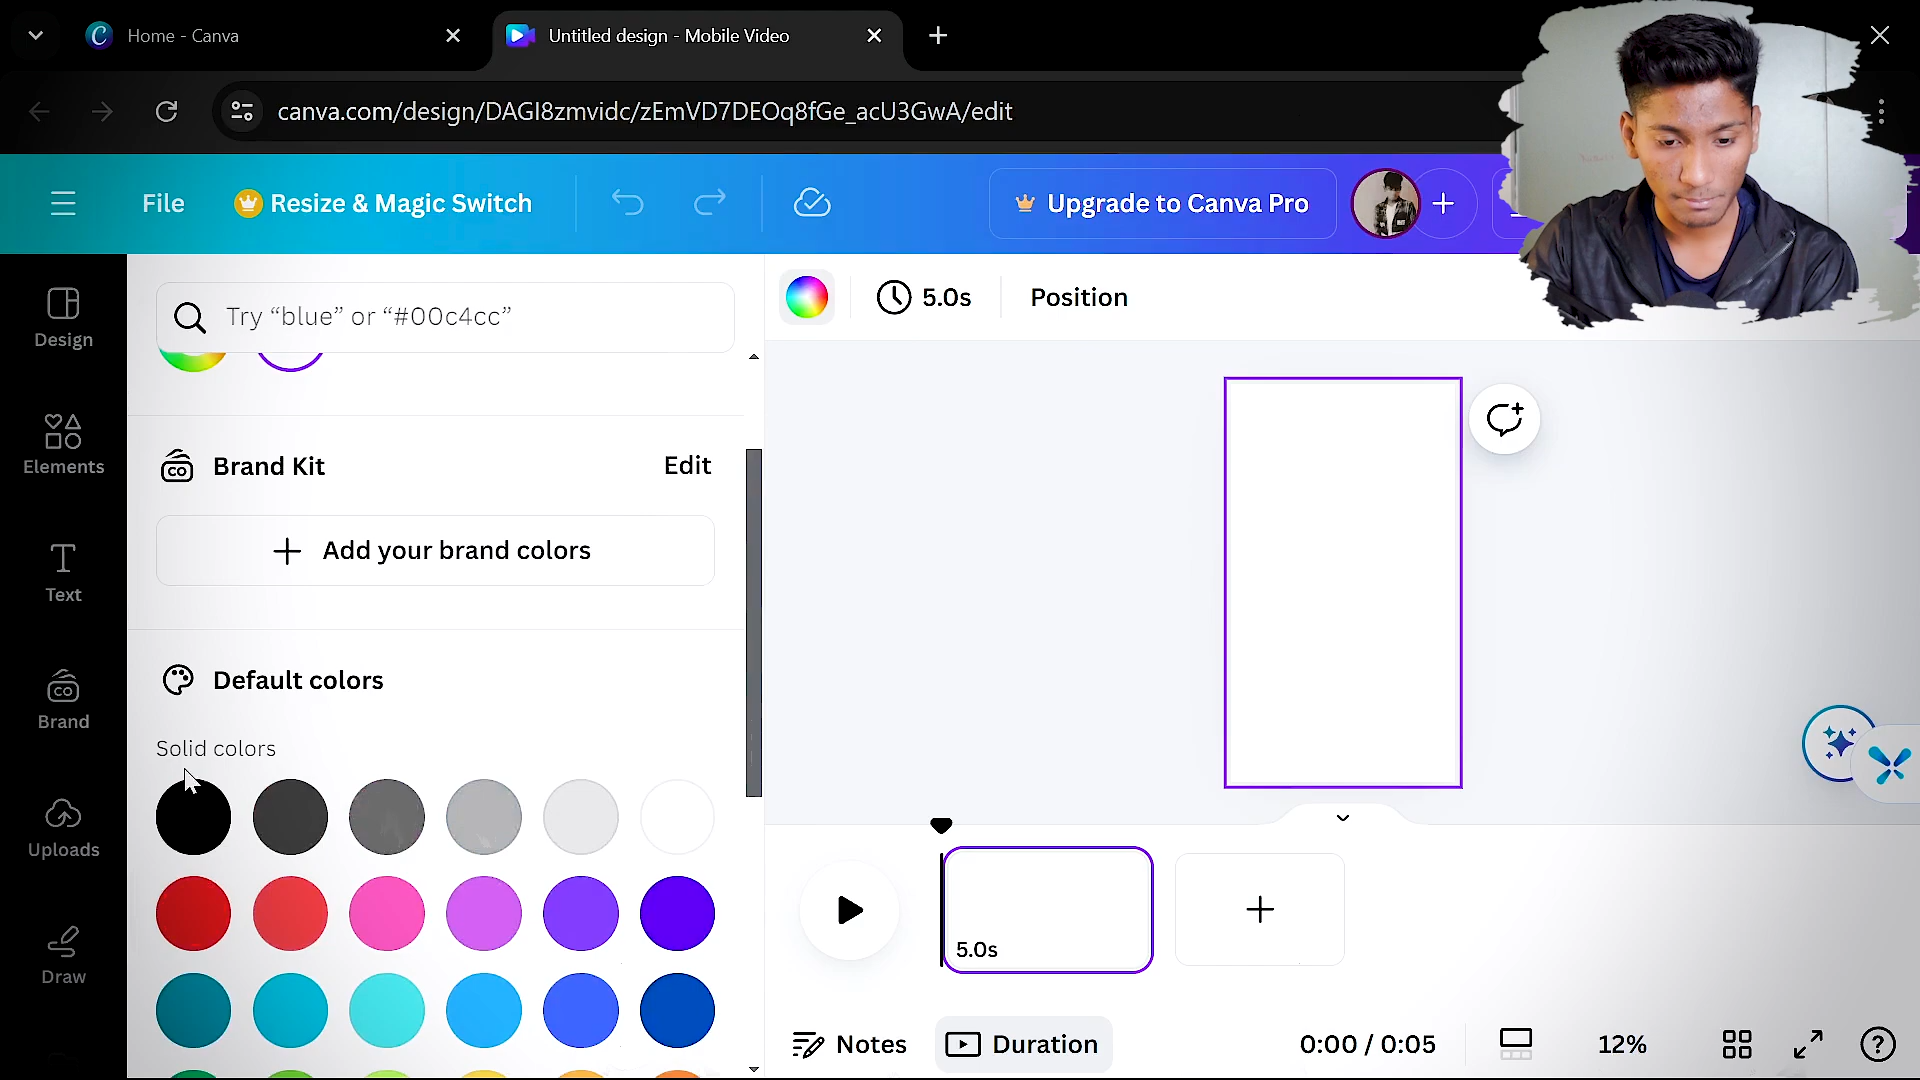 Home - Canva
Untitled design - Mobile Video
canva.com/design/DAGI8zmvidc/zEmVD7DEOq8fGe_acU3GwA/edit
File
Resize & Magic Switch
Upgrade to Canva Pro
Design
Elements
Text
Brand
Uploads
Draw
Try “blue” or “#00c4cc”
Brand Kit
Edit
Add your brand colors
Default colors
Solid colors
5.0s
Position
5.0s
Notes
Duration
0:00 / 0:05
12%